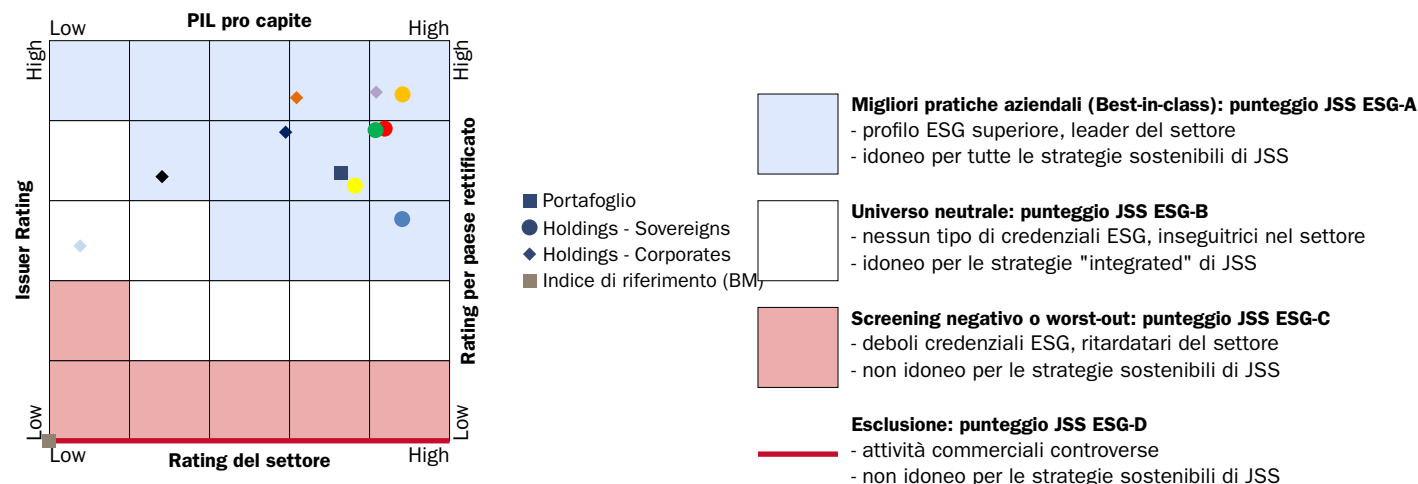 PIL pro capite
Low
High
High
High
Issuer Rating
Rating per paese rettificato
Low
Low
Low
High
Rating del settore
Portafoglio
Holdings - Sovereigns
Holdings - Corporates
Indice di riferimento (BM)
Migliori pratiche aziendali (Best-in-class): punteggio JSS ESG-A
- profilo ESG superiore, leader del settore
- idoneo per tutte le strategie sostenibili di JSS
Universo neutrale: punteggio JSS ESG-B
- nessun tipo di credenziali ESG, inseguitrici nel settore
- idoneo per le strategie "integrated" di JSS
Screening negativo o worst-out: punteggio JSS ESG-C
- deboli credenziali ESG, ritardatari del settore
- non idoneo per le strategie sostenibili di JSS
Esclusione: punteggio JSS ESG-D
- attività commerciali controverse
- non idoneo per le strategie sostenibili di JSS